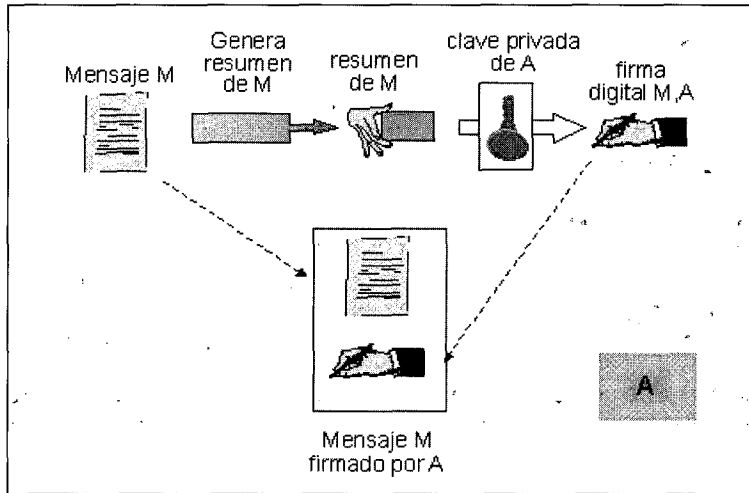 Mensaje M
Genera
resumen
de M
resumen
de M
clave privada
de A
firma
digital M,A
A
Mensaje M
firmado por A